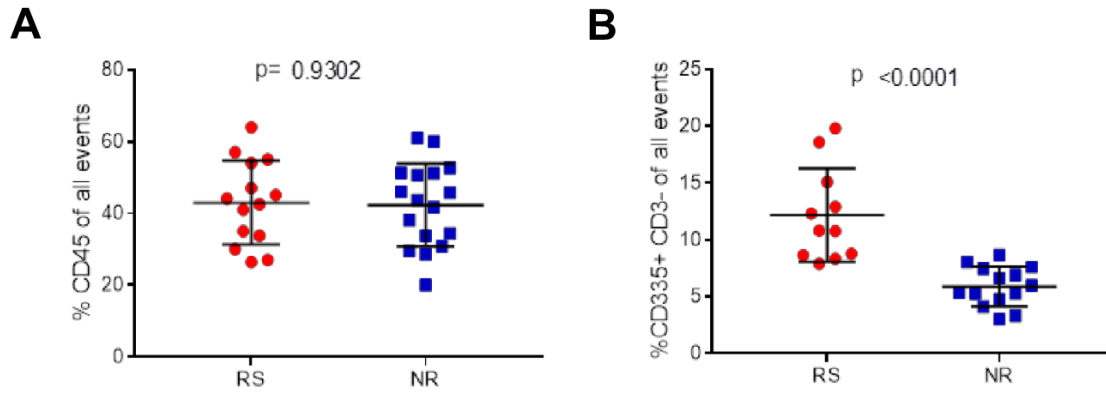 A
p= 0.9302
% CD45 of all events
80
60
40
20
0
RS
NR
B
p <0.0001
%CD335+ CD3- of all events
25
20
15
10
5
0
RS
NR